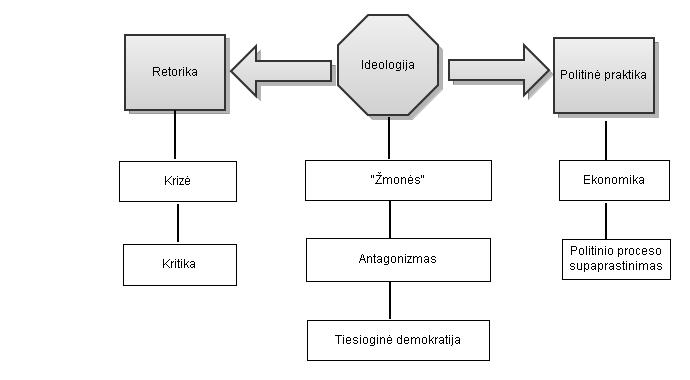 Retorika
Ideologija
Politinė praktika
Krizė
"Žmonės"
Ekonomika
Kritika
Antagonizmas
Politinio proceso
supaprastinimas
Tiesioginė demokratija